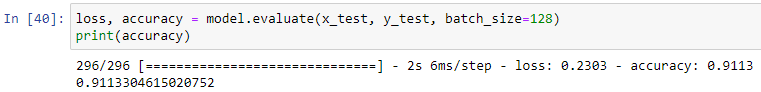 In [40]: loss, accuracy = model.evaluate(x_test, y_test, batch_size=128)
print(accuracy)
296/296 [==============================] - 2s 6ms/step - loss: 0.2303 - accuracy: 0.9113
0.9113304615020752